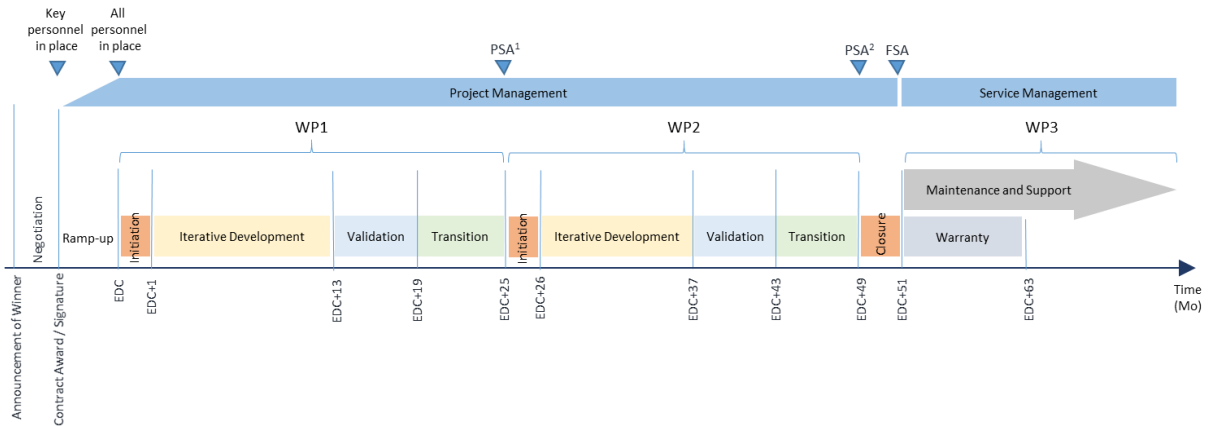 Key
personnel
in place
All
personnel
in place
PSA¹
PSA²
FSA
Project Management
Service Management
WP1
WP2
WP3
Negotiation
Ramp-up
Initiation
Iterative Development
Validation
Transition
Initiation
Iterative Development
Validation
Transition
Closure
Maintenance and Support
Warranty
Announcement of Winner
Contract Award / Signature
EDC
EDC+1
EDC+13
EDC+19
EDC+25
EDC+26
EDC+37
EDC+43
EDC+49
EDC+51
EDC+63
Time
(Mo)